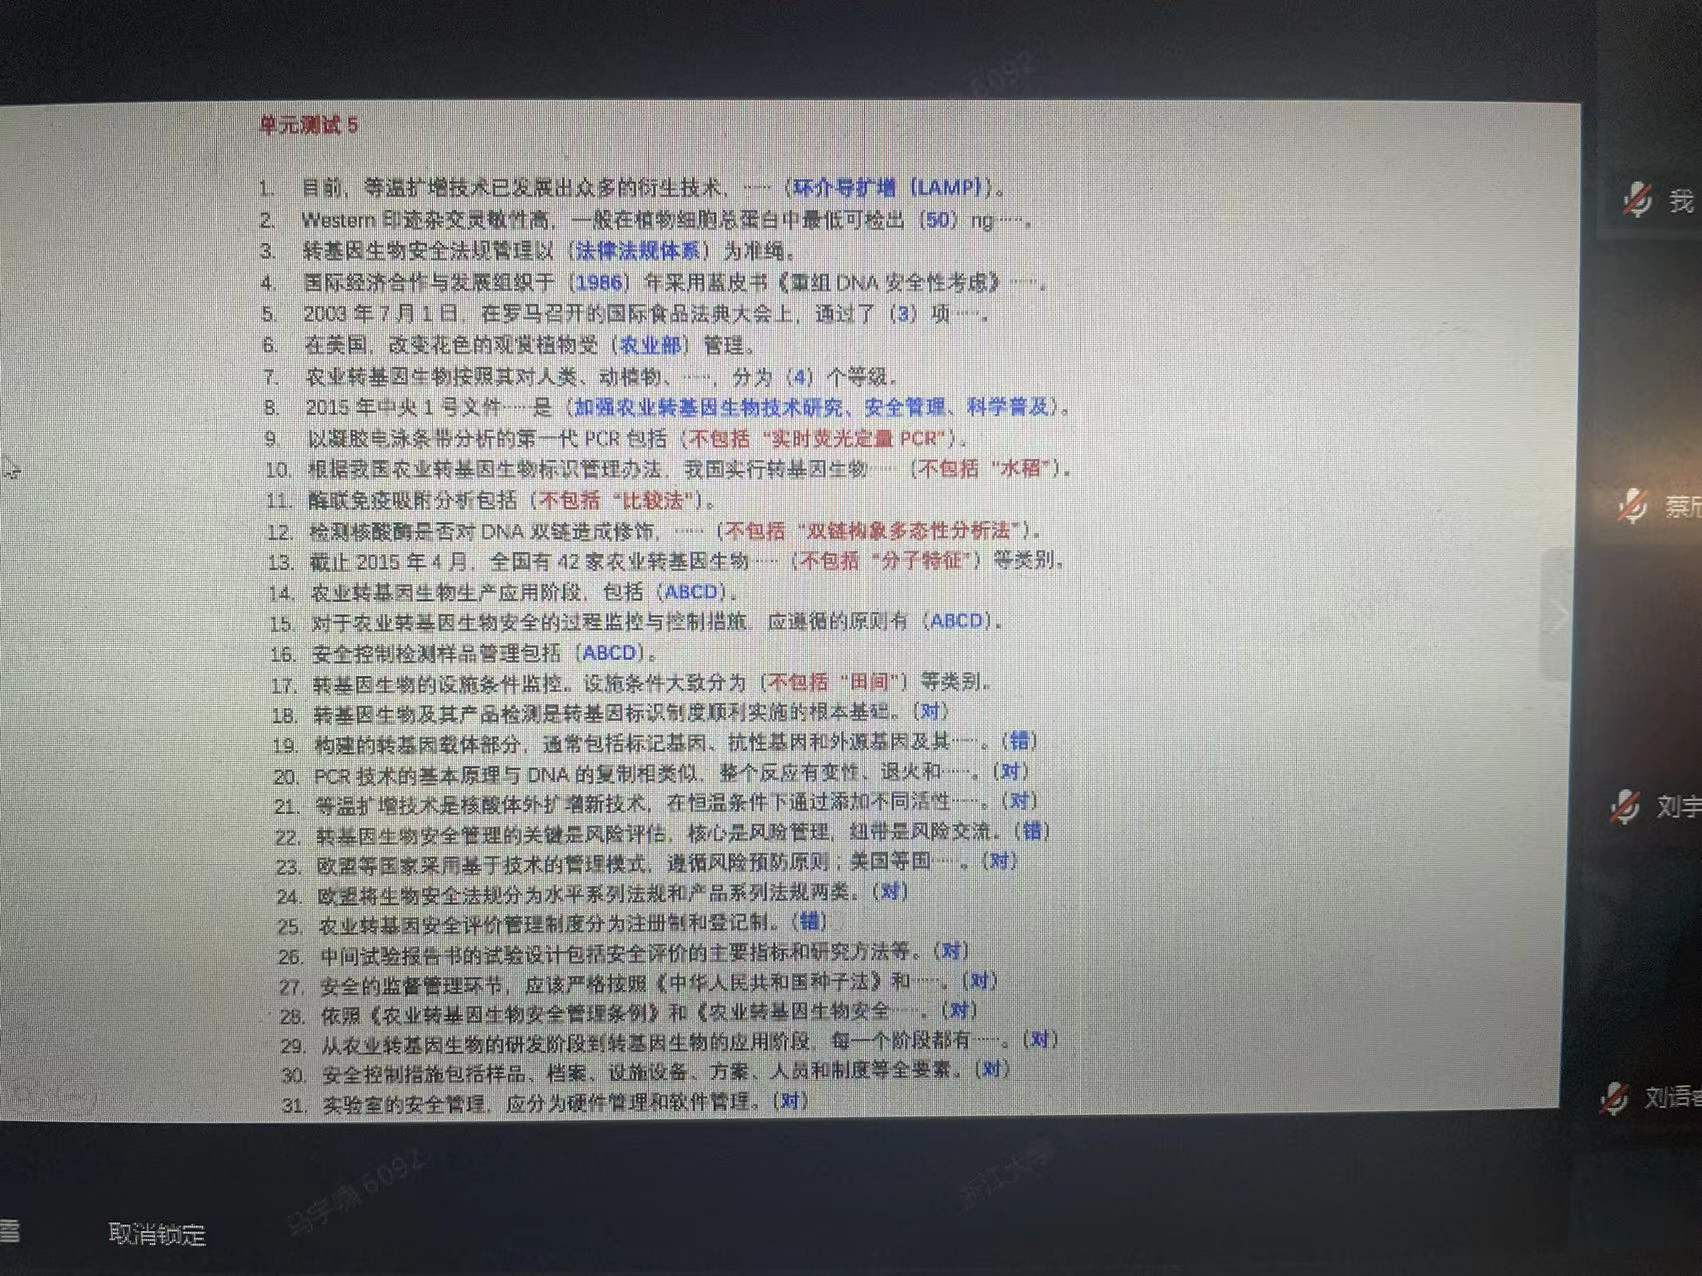 单元测试 5
1. 目前，等温扩增技术已发展出众多的衍生技术，……（环介导扩增（LAMP））。
2. Western 印迹杂交灵敏性高，一般在植物细胞总蛋白中最低可检出（50）ng……。
3. 转基因生物安全法规管理以（法律法规体系）为准绳。
4. 国际经济合作与发展组织于（1986）年采用蓝皮书《重组 DNA 安全性考虑》……。
5. 2003 年 7 月 1 日，在罗马召开的国际食品法典大会上，通过了（3）项……。
6. 在美国，改变花色的观赏植物受（农业部）管理。
7. 农业转基因生物按照其对人类、动植物、……，分为（4）个等级。
8. 2015 年中央 1 号文件……是（加强农业转基因生物技术研究、安全管理、科学普及）。
9. 以凝胶电泳条带分析的第一代 PCR 包括（不包括“实时荧光定量 PCR”）。
10. 根据我国农业转基因生物标识管理办法，我国实行转基因生物……（不包括“水稻”）。
11. 酶联免疫吸附分析包括（不包括“比较法”）。
12. 检测核酸酶是否对 DNA 双链造成修饰，……（不包括“双链构象多态性分析法”）。
13. 截止 2015 年 4 月，全国有 42 家农业转基因生物……（不包括“分子特征”）等类别。
14. 农业转基因生物生产应用阶段，包括（ABCD）。
15. 对于农业转基因生物安全的过程监控与控制措施，应遵循的原则有（ABCD）。
16. 安全控制检测样品管理包括（ABCD）。
17. 转基因生物的设施条件监控。设施条件大致分为（不包括“田间”）等类别。
18. 转基因生物及其产品检测是转基因标识制度顺利实施的根本基础。（对）
19. 构建的转基因载体部分，通常包括标记基因、抗性基因和外源基因及其……。（错）
20. PCR 技术的基本原理与 DNA 的复制相类似，整个反应有变性、退火和……。（对）
21. 等温扩增技术是核酸体外扩增新技术，在恒温条件下通过添加不同活性……。（对）
22. 转基因生物安全管理的关键是风险评估，核心是风险管理，纽带是风险交流。（错）
23. 欧盟等国家采用基于技术的管理模式，遵循风险预防原则；美国等国……。（对）
24. 欧盟将生物安全法规分为水平系列法规和产品系列法规两类。（对）
25. 农业转基因安全评价管理制度分为注册制和登记制。（错）
26. 中间试验报告书的试验设计包括安全评价的主要指标和研究方法等。（对）
27. 安全的监督管理环节，应该严格按照《中华人民共和国种子法》和……。（对）
28. 依照《农业转基因生物安全管理条例》和《农业转基因生物安全……。（对）
29. 从农业转基因生物的研发阶段到转基因生物的应用阶段，每一个阶段都有……。（对）
30. 安全控制措施包括样品、档案、设施设备、方案、人员和制度等全要素。（对）
31. 实验室的安全管理，应分为硬件管理和软件管理。（对）
我
蔡欣
刘宇
刘语
取消锁定
6092
浙江大学